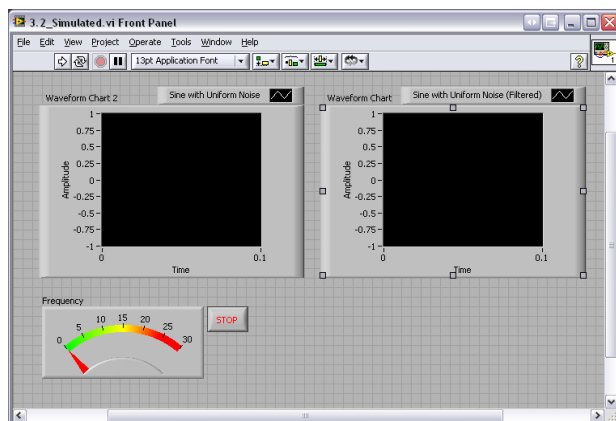 3.2_Simulated.vi Front Panel
File Edit View Project Operate Tools Window Help
13pt Application Font
?
1
Waveform Chart 2
Sine with Uniform Noise
Waveform Chart
Sine with Uniform Noise (Filtered)
1
0.75
0.5
0.25
0
-0.25
-0.5
-0.75
-1
Amplitude
0
0.1
Time
1
0.75
0.5
0.25
0
-0.25
-0.5
-0.75
-1
Amplitude
0
0.1
Time
Frequency
0 5 10 15 20 25 30
STOP